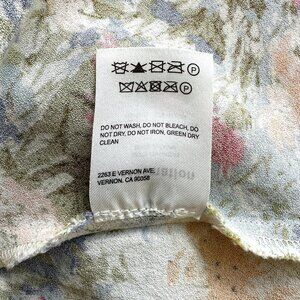 P
P
DO NOT WASH, DO NOT BLEACH, DO
NOT DRY, DO NOT IRON, GREEN DRY
CLEAN
2263 E VERNON AVE.
VERNON, CA 90058